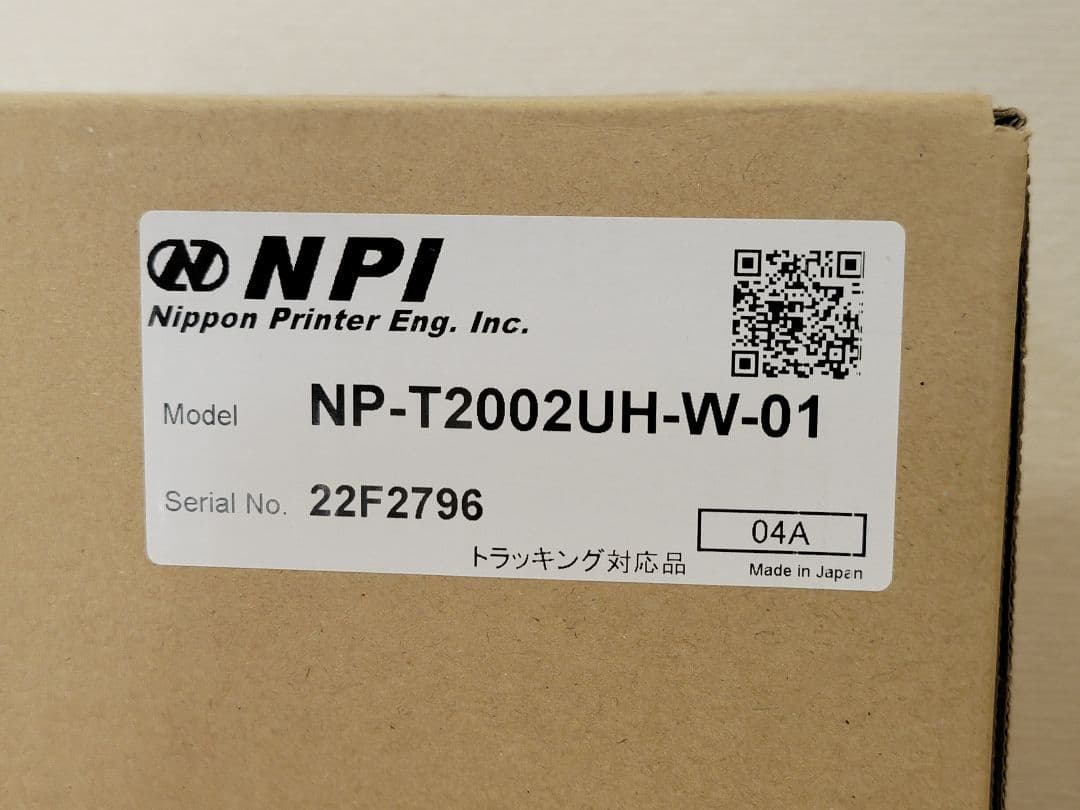 NPI
Nippon Printer Eng. Inc.
Model NP-T2002UH-W-01
Serial No. 22F2796
04A
トラッキング対応品
Made in Japan